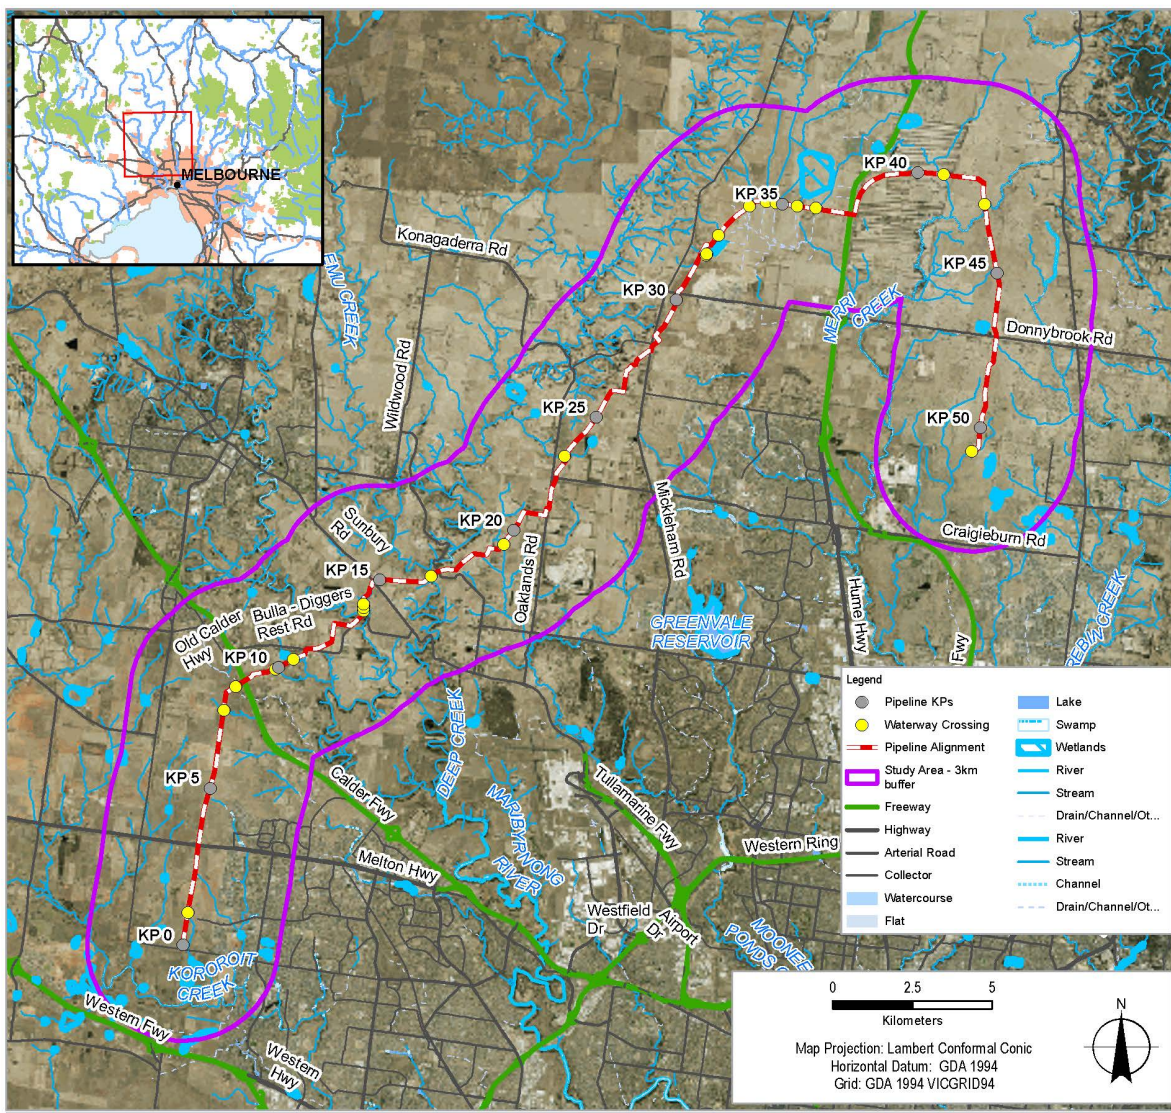 MELBOURNE
KP 40
KP 35
Konagaderra Rd
EMU CREEK
KP 45
KP 30
MERRI
CREEK
Donnybrook Rd
Wildwood Rd
KP 25
KP 50
Mickleham Rd
Sunbury
Rd
KP 20
Craigieburn Rd
Oaklands Rd
KP 15
Hume Hwy
Bulla - Diggers
Rest Rd
Old Calder
Hwy
GREENVALE
RESERVOIR
REBIN CREEK
Fwy
KP 10
DEEP CREEK
KP 5
Calder Fwy
Tullamarine Fwy
MARIBYRNONG
RIVER
Melton Hwy
Western Ring
Westfield
Dr
Airport
Dr
MOONEE
PONDS C
KP 0
KOROROIT
CREEK
Western Fwy
Western
Hwy
Legend
Pipeline KPs
Waterway Crossing
Pipeline Alignment
Study Area - 3km
buffer
Freeway
Highway
Arterial Road
Collector
Watercourse
Flat
Lake
Swamp
Wetlands
River
Stream
Drain/Channel/Ot...
River
Stream
Channel
Drain/Channel/Ot...
0 2.5 5
Kilometers
N
Map Projection: Lambert Conformal Conic
Horizontal Datum: GDA 1994
Grid: GDA 1994 VICGRID94